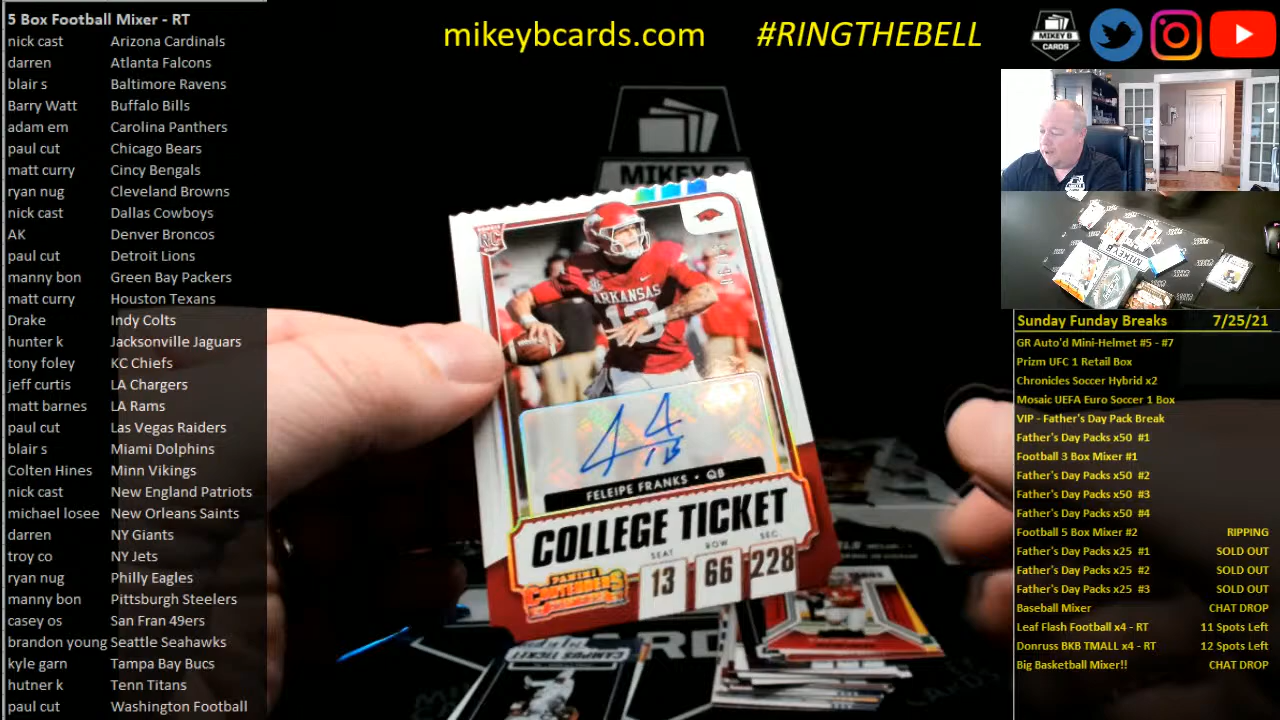 5 Box Football Mixer - RT
nick cast Arizona Cardinals
darren Atlanta Falcons
blair s Baltimore Ravens
Barry Watt Buffalo Bills
adam em Carolina Panthers
paul cut Chicago Bears
matt curry Cincy Bengals
ryan nug Cleveland Browns
nick cast Dallas Cowboys
AK Denver Broncos
paul cut Detroit Lions
manny bon Green Bay Packers
matt curry Houston Texans
Drake Indy Colts
hunter k Jacksonville Jaguars
tony foley KC Chiefs
jeff curtis LA Chargers
matt barnes LA Rams
paul cut Las Vegas Raiders
blair s Miami Dolphins
Colten Hines Minn Vikings
nick cast New England Patriots
michael losee New Orleans Saints
darren NY Giants
troy co NY Jets
ryan nug Philly Eagles
manny bon Pittsburgh Steelers
casey os San Fran 49ers
brandon young Seattle Seahawks
kyle garn Tampa Bay Bucs
hutner k Tenn Titans
paul cut Washington Football
mikeybcards.com #RINGTHEBELL
MIKEY B
CARDS
MIKEY B
RC
ARKANSAS
13
FELEIPE FRANKS • QB
COLLEGE TICKET
SEAT ROW SEC
13 66 228
PANINI
CONTENDERS
CAMPUS TICKET
Sunday Funday Breaks 7/25/21
GR Auto'd Mini-Helmet #5 - #7
Prizm UFC 1 Retail Box
Chronicles Soccer Hybrid x2
Mosaic UEFA Euro Soccer 1 Box
VIP - Father's Day Pack Break
Father's Day Packs x50 #1
Football 3 Box Mixer #1
Father's Day Packs x50 #2
Father's Day Packs x50 #3
Father's Day Packs x50 #4
Football 5 Box Mixer #2 RIPPING
Father's Day Packs x25 #1 SOLD OUT
Father's Day Packs x25 #2 SOLD OUT
Father's Day Packs x25 #3 SOLD OUT
Baseball Mixer CHAT DROP
Leaf Flash Football x4 - RT 11 Spots Left
Donruss BKB TMALL x4 - RT 12 Spots Left
Big Basketball Mixer!! CHAT DROP